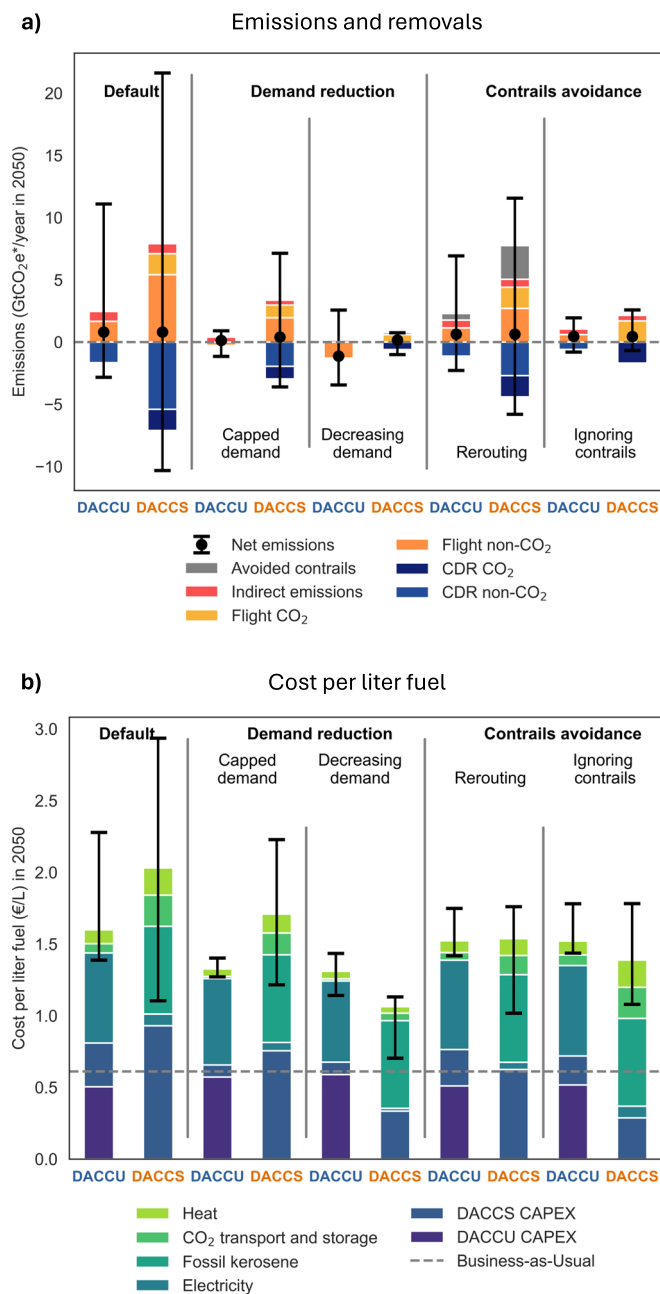 a)
Emissions and removals
Emissions (GtCO₂e*/year in 2050)
20
15
10
5
0
−5
−10
Default
Demand reduction
Contrails avoidance
Capped
demand
Decreasing
demand
Rerouting
Ignoring
contrails
DACCU DACCS DACCU DACCS DACCU DACCS DACCU DACCS DACCU DACCS
Net emissions
Avoided contrails
Indirect emissions
Flight CO₂
Flight non-CO₂
CDR CO₂
CDR non-CO₂
b)
Cost per liter fuel
Cost per liter fuel (€/L) in 2050
3.0
2.5
2.0
1.5
1.0
0.5
0.0
Default
Demand reduction
Contrails avoidance
Capped
demand
Decreasing
demand
Rerouting
Ignoring
contrails
DACCU DACCS DACCU DACCS DACCU DACCS DACCU DACCS DACCU DACCS
Heat
CO₂ transport and storage
Fossil kerosene
Electricity
DACCS CAPEX
DACCU CAPEX
Business-as-Usual